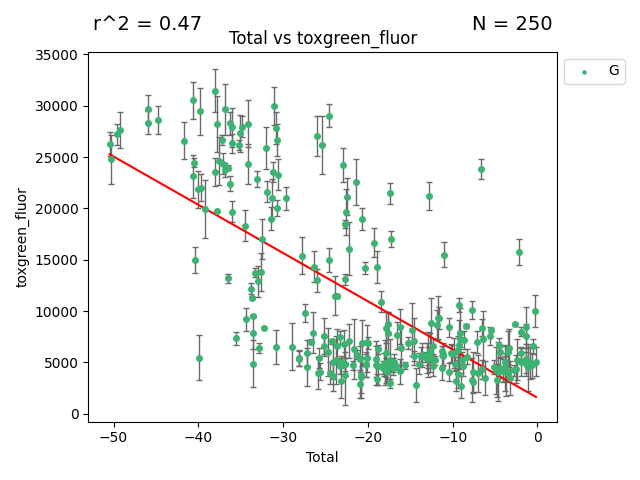 r^2 = 0.47
N = 250
Total vs toxgreen_fluor
G
toxgreen_fluor
35000
30000
25000
20000
15000
10000
5000
0
−50
−40
−30
−20
−10
0
Total